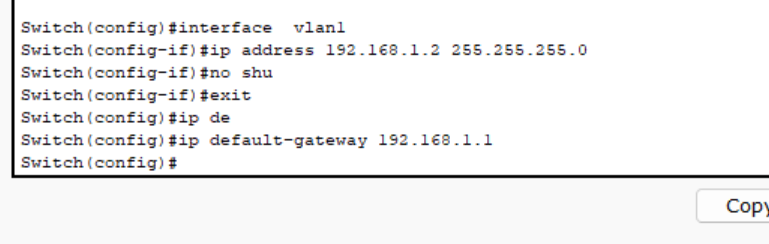 Switch(config)#interface  vlan1
Switch(config-if)#ip address 192.168.1.2 255.255.255.0
Switch(config-if)#no shu
Switch(config-if)#exit
Switch(config)#ip de
Switch(config)#ip default-gateway 192.168.1.1
Switch(config)#
Copy